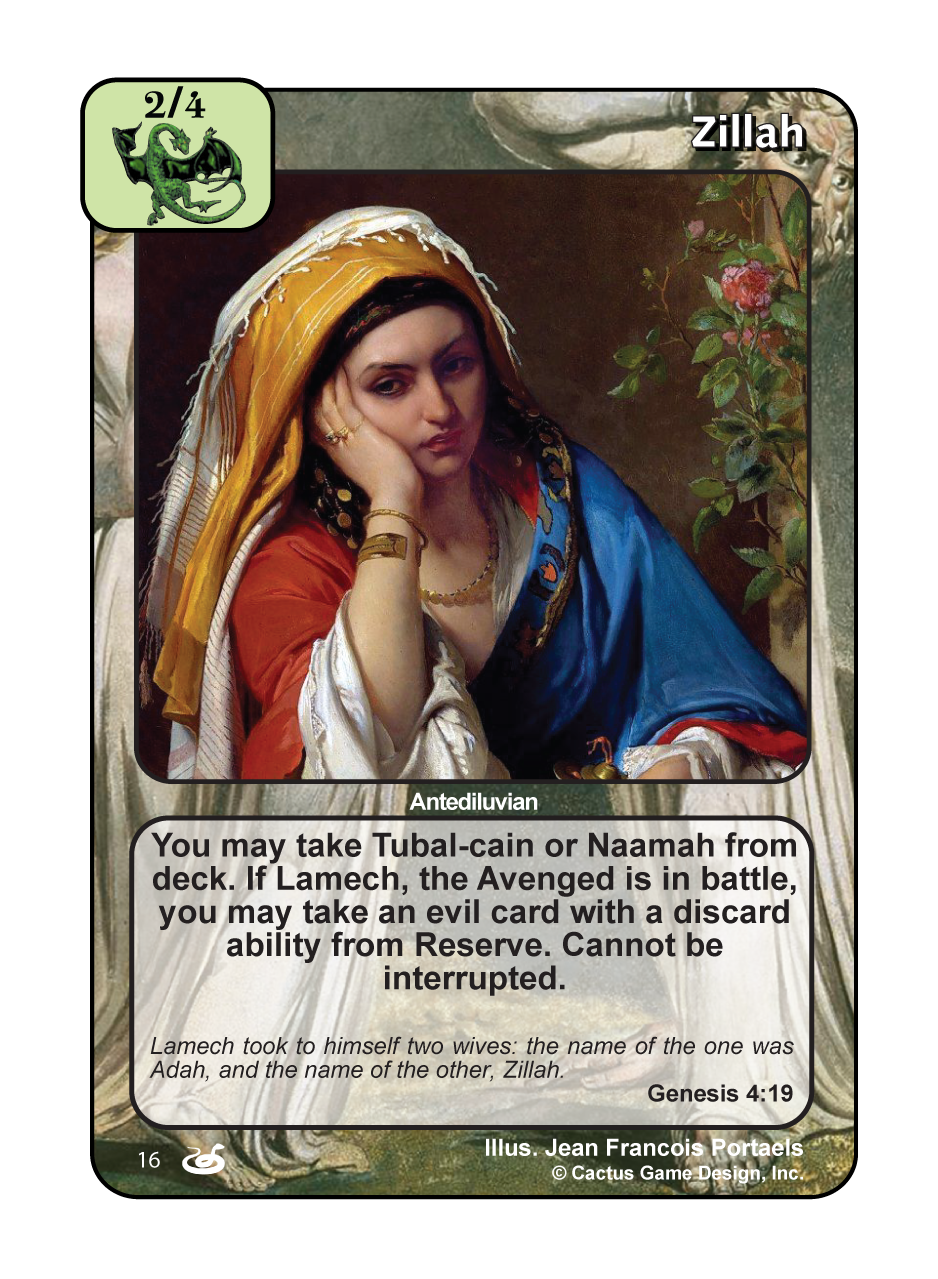 2/4
Zillah
Antediluvian
You may take Tubal-cain or Naamah from
deck. If Lamech, the Avenged is in battle,
you may take an evil card with a discard
ability from Reserve. Cannot be
interrupted.
Lamech took to himself two wives: the name of the one was
Adah, and the name of the other, Zillah.
Genesis 4:19
16
Illus. Jean Francois Portaels
© Cactus Game Design, Inc.